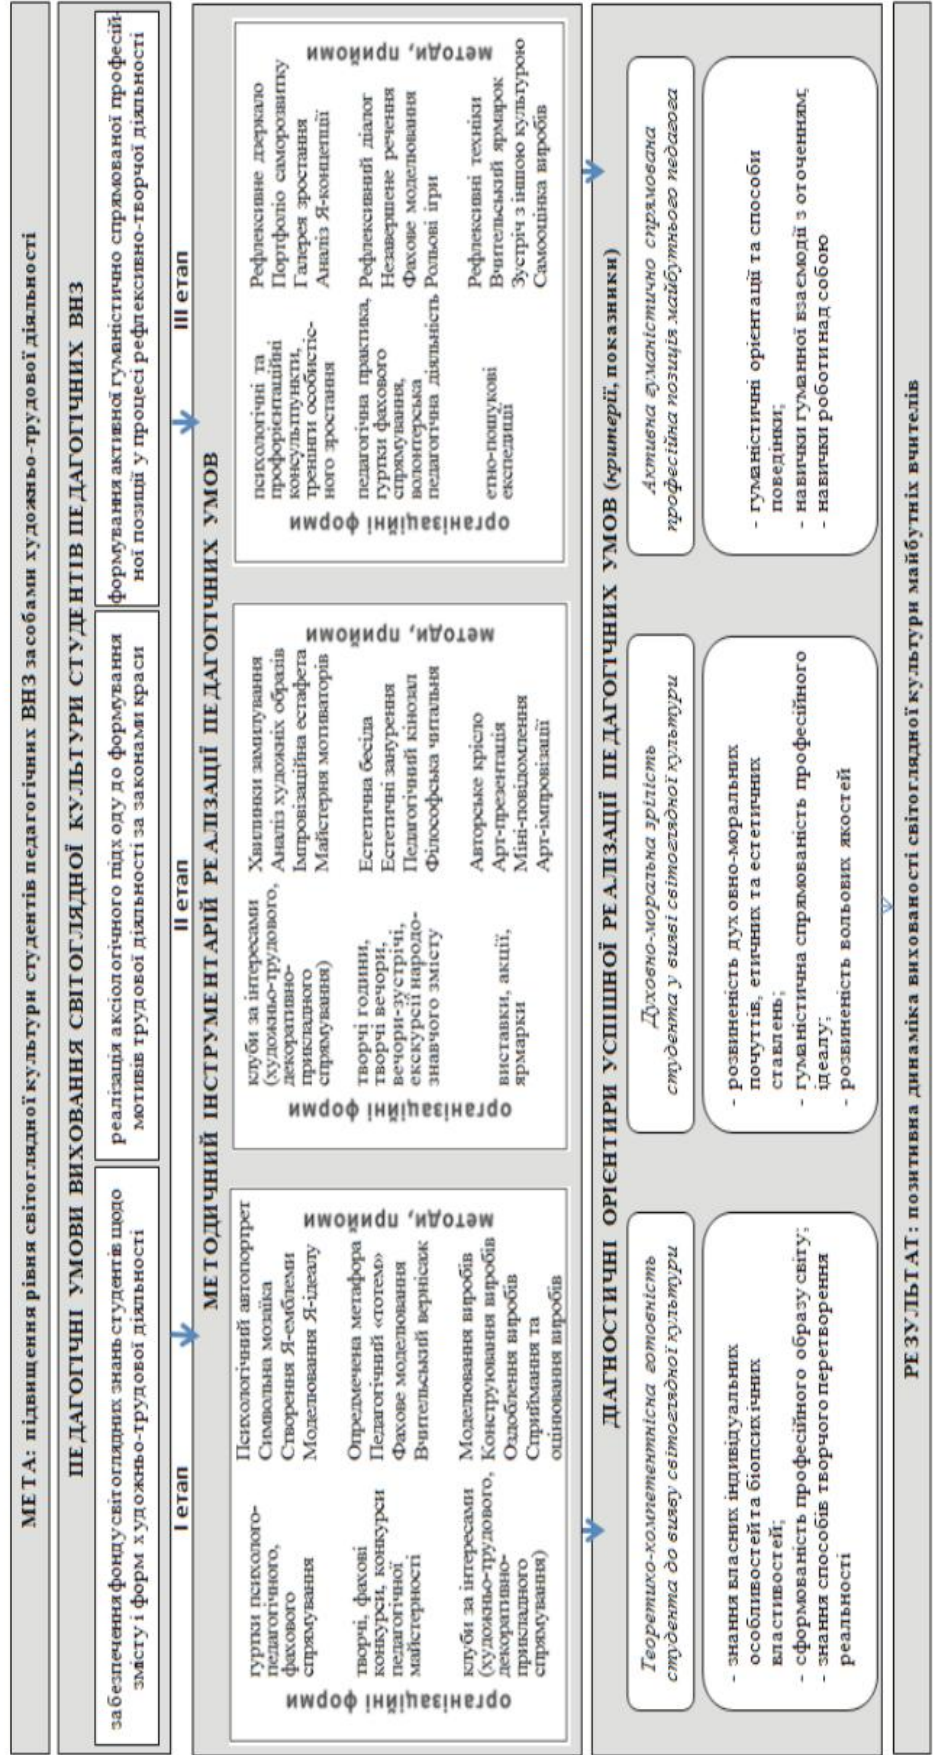 МЕТА: підвищення рівня світоглядної культури студентів педагогічних ВНЗ засобами художньо-трудової діяльності
ПЕДАГОГІЧНІ УМОВИ ВИХОВАННЯ СВІТОГЛЯДНОЇ КУЛЬТУРИ СТУДЕНТІВ ПЕДАГОГІЧНИХ ВНЗ
забезпечення фонду світоглядних знань студентів щодо
змісту і форм художньо-трудової діяльності
реалізація аксіологічного підходу до формування
мотивів трудової діяльності за законами краси
формування активної гуманістично спрямованої професій-
ної позиції у процесі рефлексивно-творчої діяльності
І етап
ІІ етап
ІІІ етап
МЕТОДИЧНИЙ ІНСТРУМЕНТАРІЙ РЕАЛІЗАЦІЇ ПЕДАГОГІЧНИХ УМОВ
організаційні форми
гуртки психолого-
педагогічного,
фахового
спрямування
творчі, фахові
конкурси, конкурси
педагогічної
майстерності
клуби за інтересами
(художньо-трудового,
декоративно-
прикладного
спрямування)
Психологічний автопортрет
Символьна мозаїка
Створення Я-емблеми
Моделювання Я-ідеалу
Опредмечена метафора
Педагогічний «тотем»
Фахове моделювання
Вчительський вернісаж
Моделювання виробів
Конструювання виробів
Оздоблення виробів
Сприймання та
оцінювання виробів
методи, прийоми
організаційні форми
клуби за інтересами
(художньо-трудового,
декоративно-
прикладного
спрямування)
творчі години,
творчі вечори,
вечори-зустрічі,
екскурсії народо-
знавчого змісту
виставки, акції,
ярмарки
Хвилинки замилування
Аналіз художніх образів
Імпровізаційна естафета
Майстерня мотиваторів
Естетична бесіда
Естетичні занурення
Педагогічний кінозал
Філософська читальня
Авторське крісло
Арт-презентація
Міні-повідомлення
Арт-імпровізації
методи, прийоми
організаційні форми
психологічні та
профорієнтаційні
консультпункти,
тренінги особистіс-
ного зростання
педагогічна практика,
гуртки фахового
спрямування,
волонтерська
педагогічна діяльність
етно-пошукові
експедиції
Рефлексивне дзеркало
Портфоліо саморозвитку
Галерея зростання
Аналіз Я-концепції
Рефлексивний діалог
Незавершене речення
Фахове моделювання
Рольові ігри
Рефлексивні техніки
Вчительський ярмарок
Зустріч з іншою культурою
Самооцінка виробів
методи, прийоми
ДІАГНОСТИЧНІ ОРІЄНТИРИ УСПІШНОЇ РЕАЛІЗАЦІЇ ПЕДАГОГІЧНИХ УМОВ (критерії, показники)
Теоретико-компетентнісна готовність
студента до вияву світоглядної культури
- знання власних індивідуальних
особливостей та біопсихічних
властивостей;
- сформованість професійного образу світу;
- знання способів творчого перетворення
реальності
Духовно-моральна зрілість
студента у вияві світоглядної культури
- розвиненість духовно-моральних
почуттів, етичних та естетичних
ставлень;
- гуманістична спрямованість професійного
ідеалу;
- розвиненість вольових якостей
Активна гуманістично спрямована
професійна позиція майбутнього педагога
- гуманістичні орієнтації та способи
поведінки;
- навички гуманної взаємодії з оточенням;
- навички роботи над собою
РЕЗУЛЬТАТ: позитивна динаміка вихованості світоглядної культури майбутніх вчителів